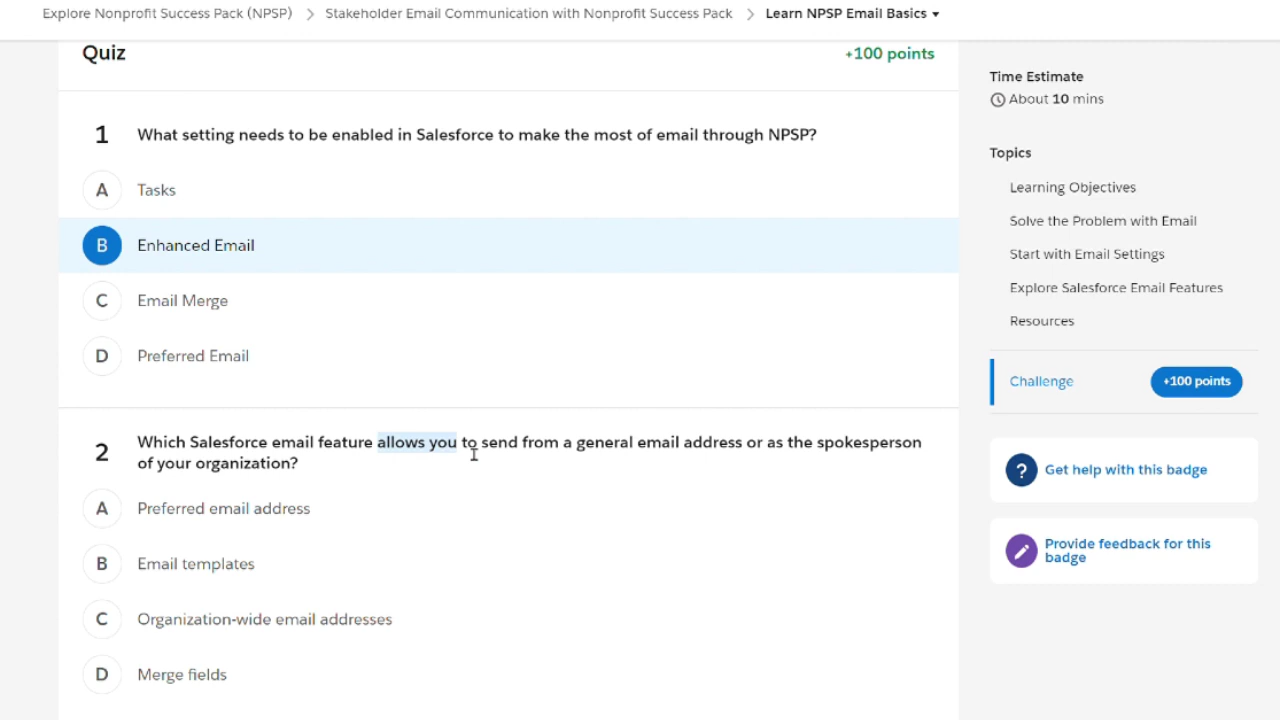 Explore Nonprofit Success Pack (NPSP) > Stakeholder Email Communication with Nonprofit Success Pack > Learn NPSP Email Basics
Quiz +100 points
1 What setting needs to be enabled in Salesforce to make the most of email through NPSP?
A Tasks
B Enhanced Email
C Email Merge
D Preferred Email
2 Which Salesforce email feature allows you to send from a general email address or as the spokesperson
of your organization?
A Preferred email address
B Email templates
C Organization-wide email addresses
D Merge fields
Time Estimate
About 10 mins
Topics
Learning Objectives
Solve the Problem with Email
Start with Email Settings
Explore Salesforce Email Features
Resources
Challenge +100 points
? Get help with this badge
Provide feedback for this
badge